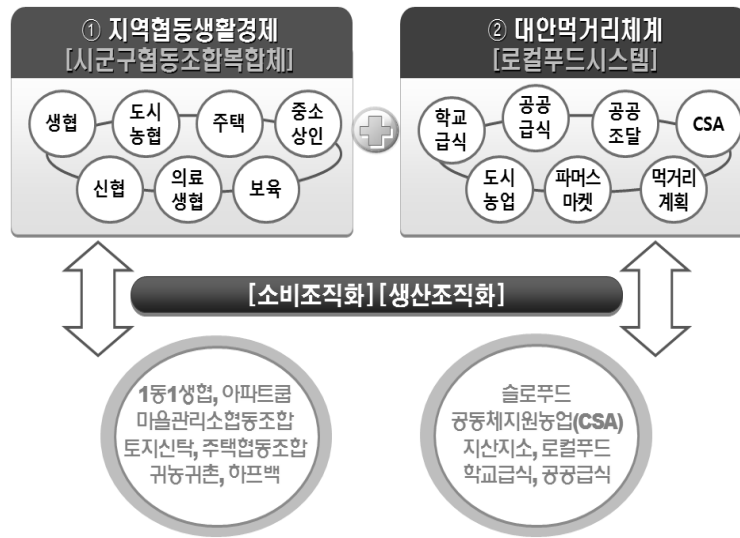 ① 지역협동생활경제
[시군구협동조합복합체]
생협
도시
농협
주택
중소
상인
신협
의료
생협
보육
② 대안먹거리체계
[로컬푸드시스템]
학교
급식
공공
급식
공공
조달
CSA
도시
농업
파머스
마켓
먹거리
계획
[소비조직화][생산조직화]
1동1생협, 아파트쿱
마을관리소협동조합
토지신탁, 주택협동조합
귀농귀촌, 하프백
슬로푸드
공동체지원농업(CSA)
지산지소, 로컬푸드
학교급식, 공공급식